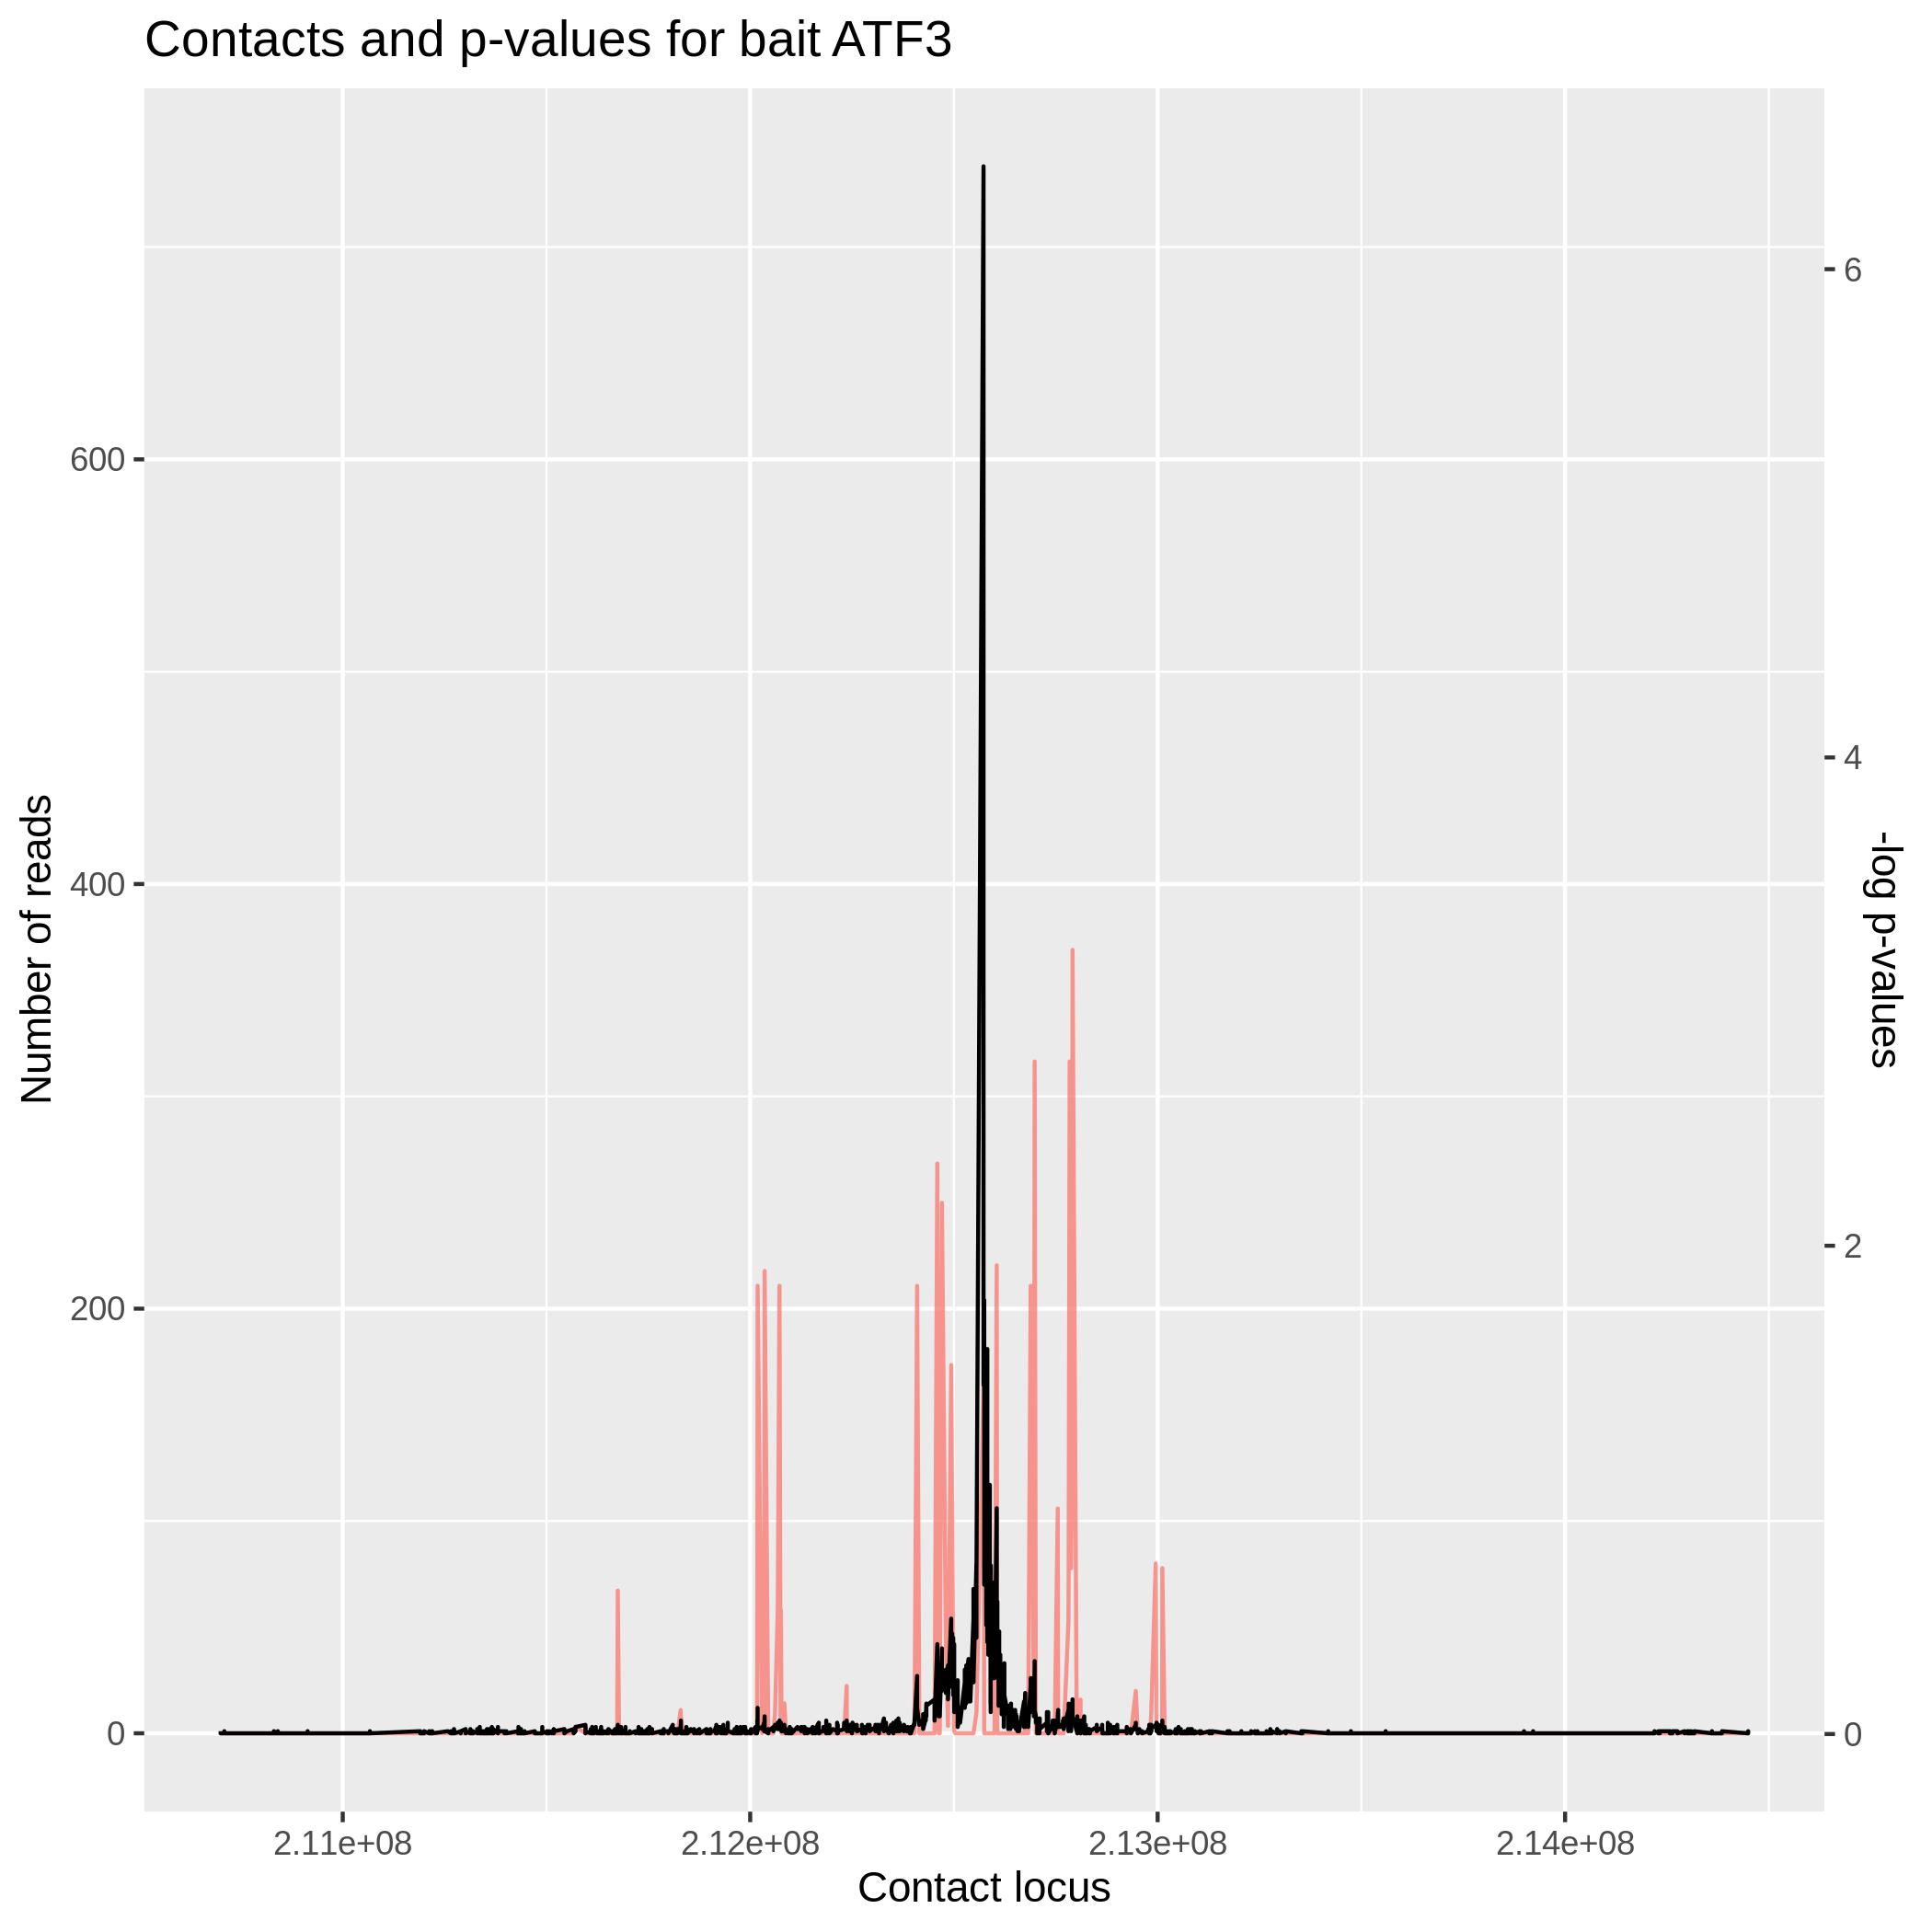 Contacts and p-values for bait ATF3
Number of reads
600
400
200
0
6
4
2
0
-log p-values
2.11e+08
2.12e+08
2.13e+08
2.14e+08
Contact locus